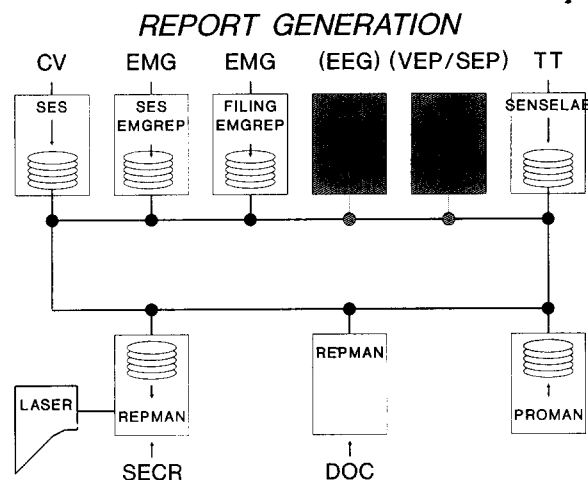 REPORT GENERATION
CV EMG EMG (EEG) (VEP/SEP) TT
SES SES FILING SENSELAB
EMGREP EMGREP
LASER REPMAN REPMAN PROMAN
SECR DOC